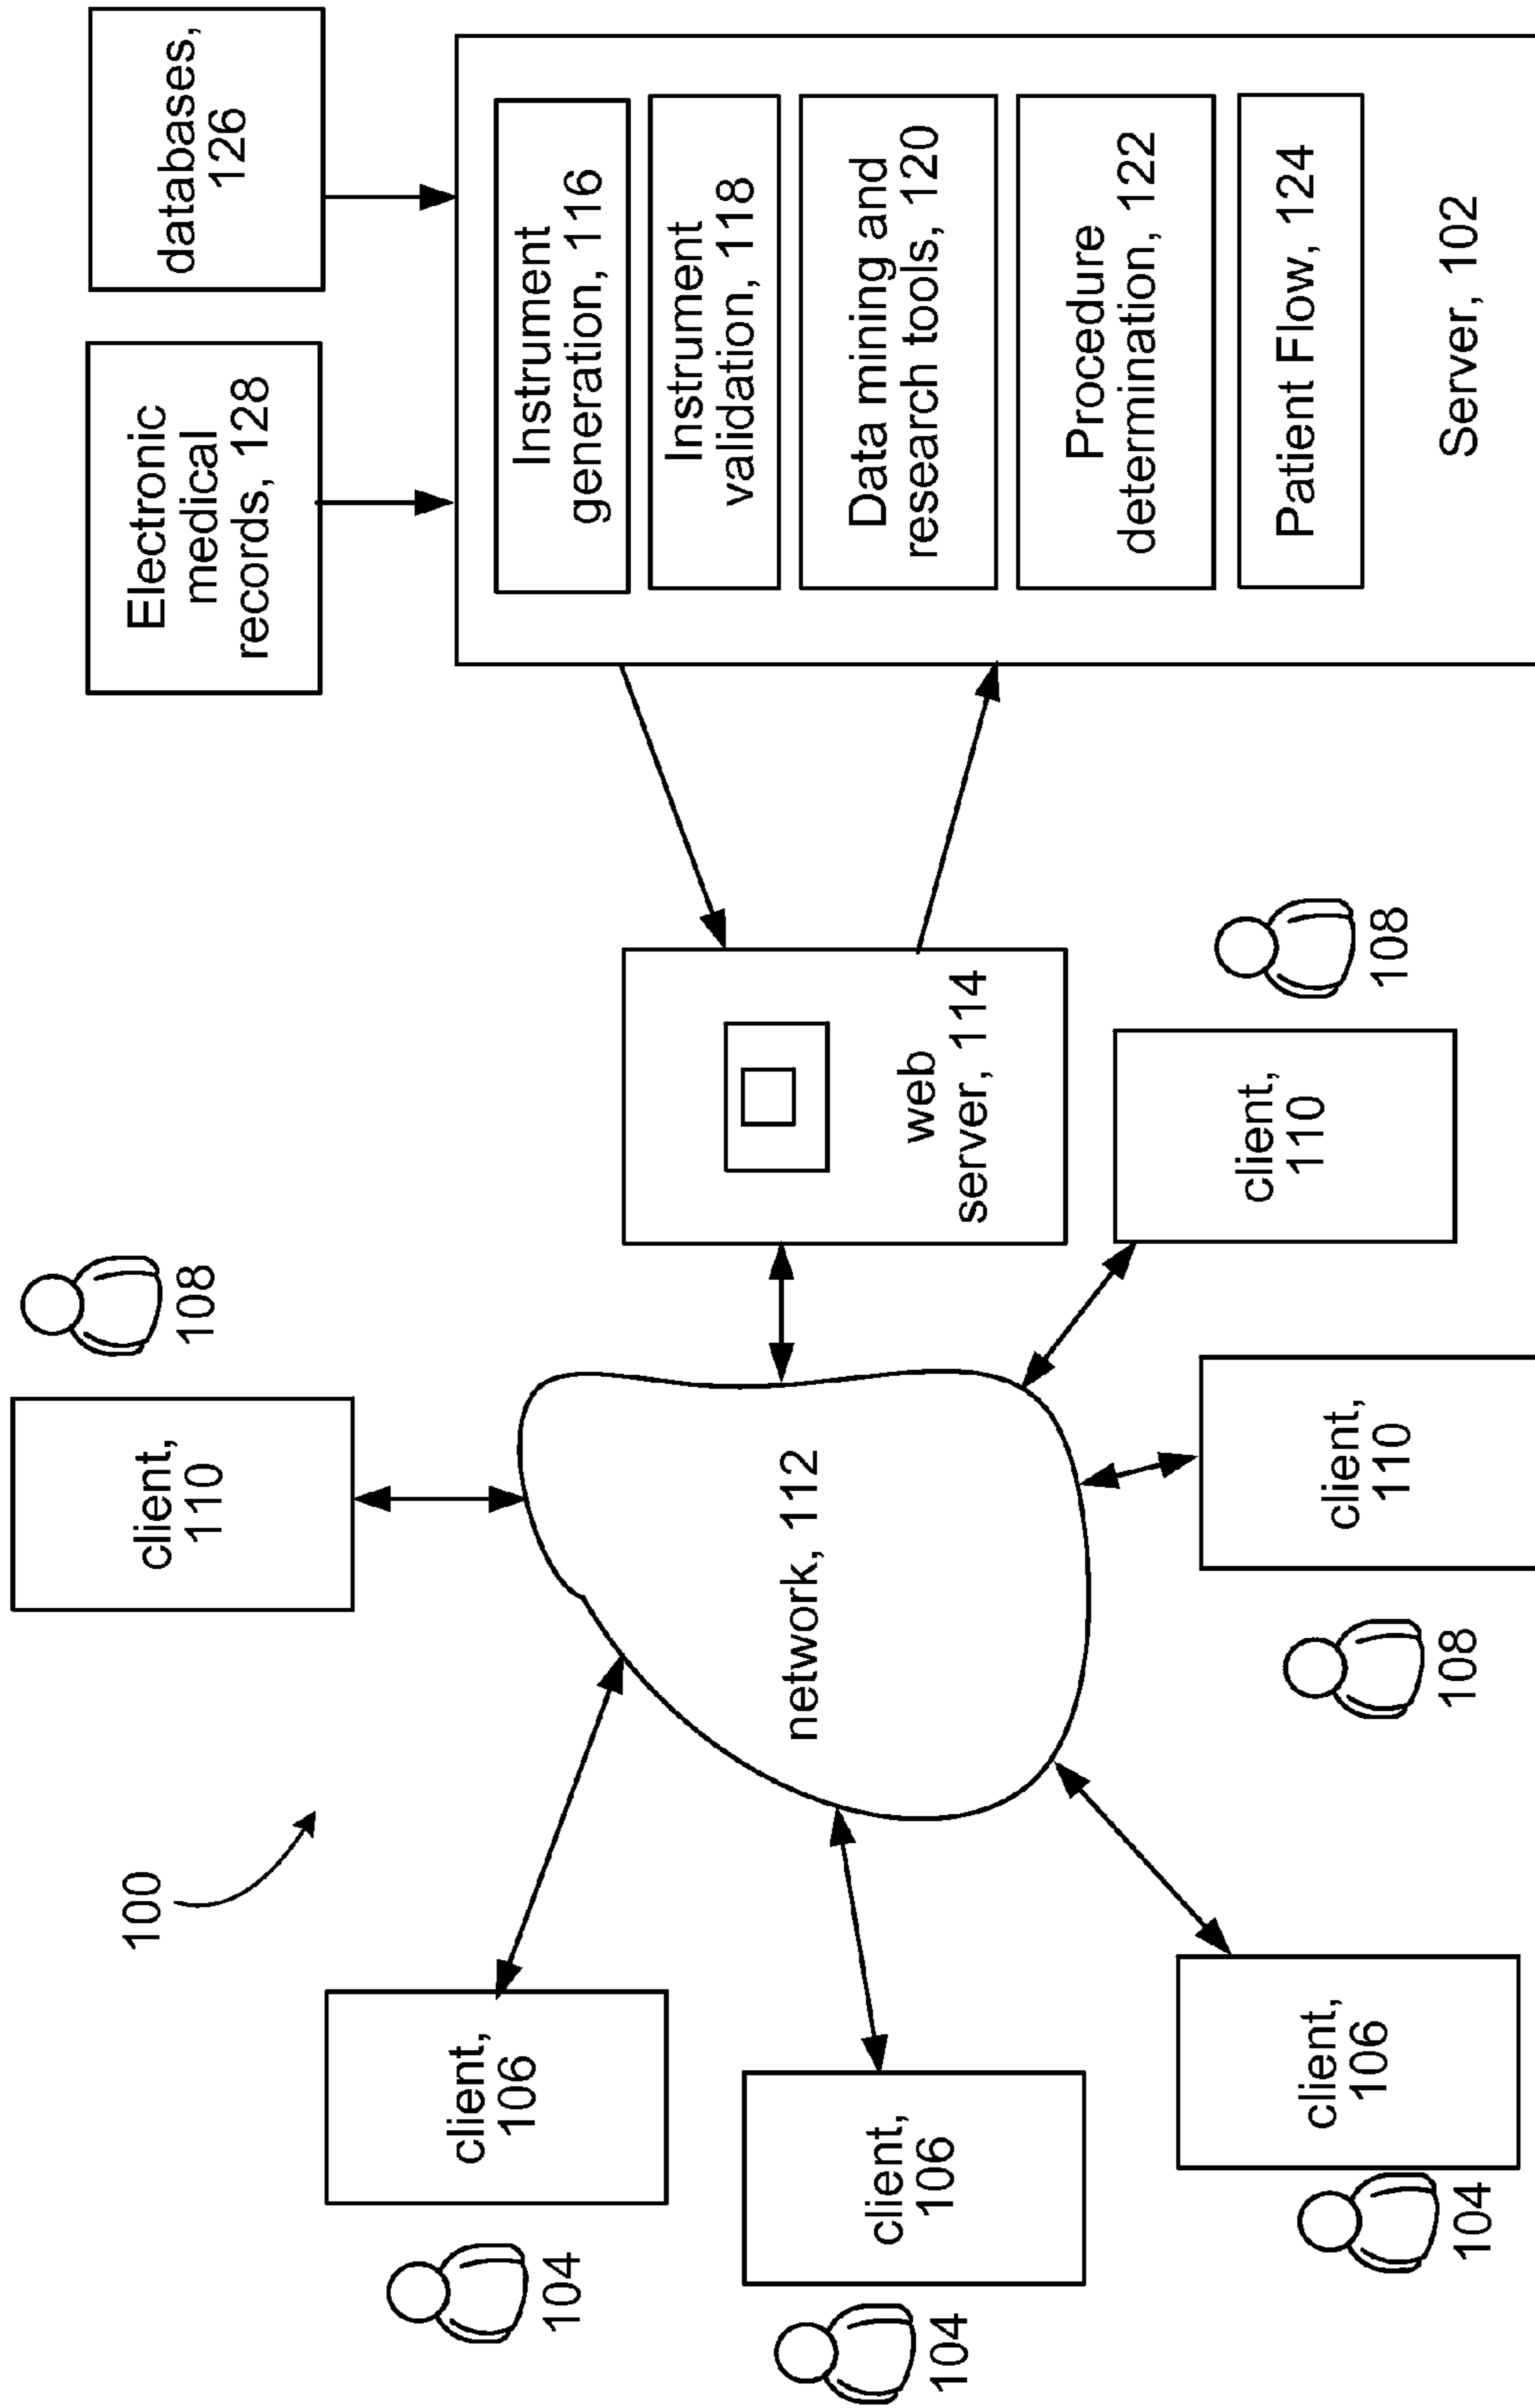 100
client,
106
104
client,
106
104
client,
106
104
client,
110
108
network, 112
client,
110
108
client,
110
108
web
server, 114
Electronic
medical
records, 128
databases,
126
Instrument
generation, 116
Instrument
validation, 118
Data mining and
research tools, 120
Procedure
determination, 122
Patient Flow, 124
Server, 102